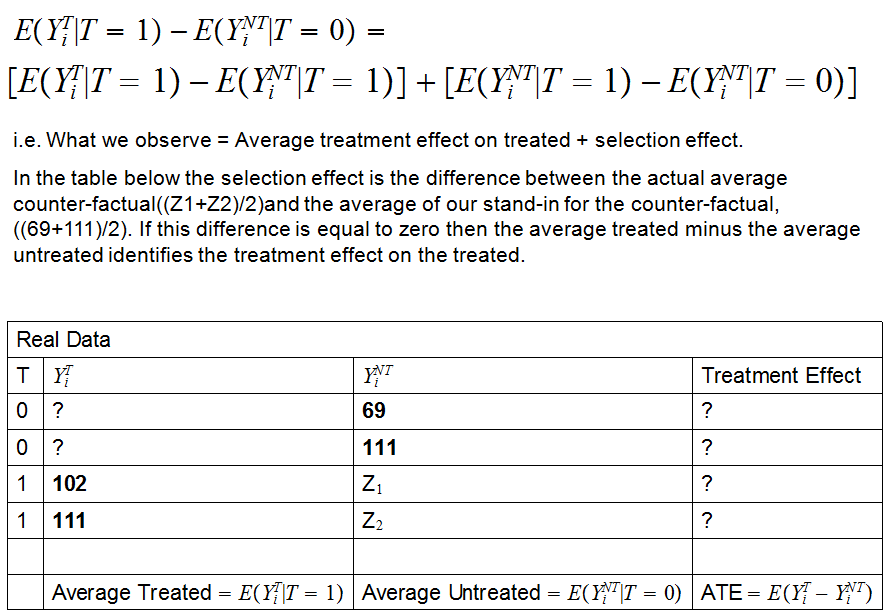 E(Y_i^T|T = 1) – E(Y_i^NT|T = 0) =
[E(Y_i^T|T = 1) – E(Y_i^NT|T = 1)] + [E(Y_i^NT|T = 1) – E(Y_i^NT|T = 0)]
i.e. What we observe = Average treatment effect on treated + selection effect.
In the table below the selection effect is the difference between the actual average
counter-factual((Z1+Z2)/2)and the average of our stand-in for the counter-factual,
((69+111)/2). If this difference is equal to zero then the average treated minus the average
untreated identifies the treatment effect on the treated.
Real Data
T Y_i^T Y_i^NT Treatment Effect
0 ? 69 ?
0 ? 111 ?
1 102 Z₁ ?
1 111 Z₂ ?
Average Treated = E(Y_i^T|T = 1) Average Untreated = E(Y_i^NT|T = 0) ATE = E(Y_i^T – Y_i^NT)